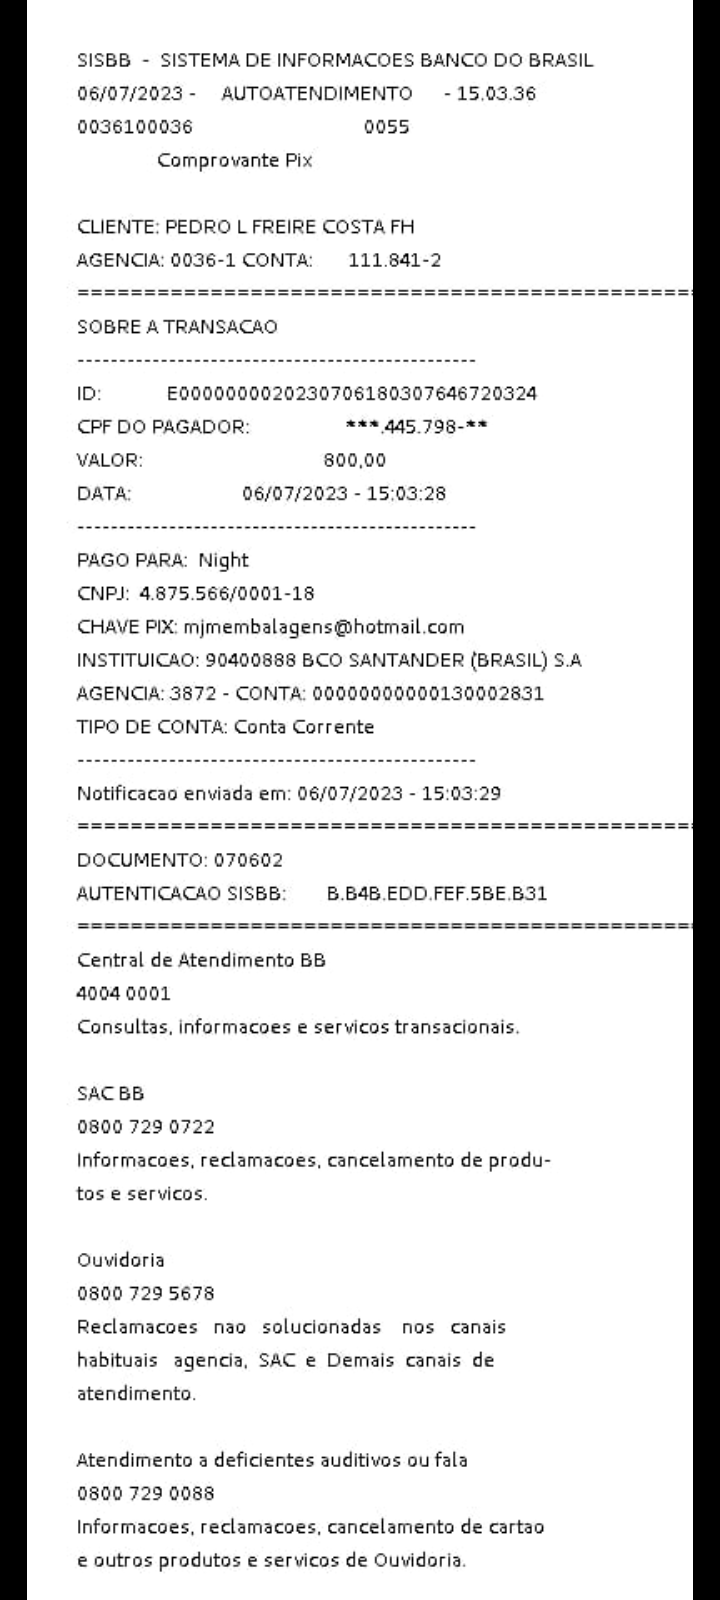 SISBB - SISTEMA DE INFORMACOES BANCO DO BRASIL
06/07/2023 - AUTOATENDIMENTO - 15.03.36
0036100036 0055
Comprovante Pix
CLIENTE: PEDRO L FREIRE COSTA FH
AGENCIA: 0036-1 CONTA: 111.841-2
===============================================
SOBRE A TRANSACAO
-----------------------------------------------
ID: E0000000020230706180307646720324
CPF DO PAGADOR: ***.445.798-**
VALOR: 800,00
DATA: 06/07/2023 - 15:03:28
-----------------------------------------------
PAGO PARA: Night
CNPJ: 4.875.566/0001-18
CHAVE PIX: mjmembalagens@hotmail.com
INSTITUICAO: 90400888 BCO SANTANDER (BRASIL) S.A
AGENCIA: 3872 - CONTA: 00000000000130002831
TIPO DE CONTA: Conta Corrente
-----------------------------------------------
Notificacao enviada em: 06/07/2023 - 15:03:29
===============================================
DOCUMENTO: 070602
AUTENTICACAO SISBB: B.B4B.EDD.FEF.5BE.B31
===============================================
Central de Atendimento BB
4004 0001
Consultas, informacoes e servicos transacionais.
SAC BB
0800 729 0722
Informacoes, reclamacoes, cancelamento de produ-
tos e servicos.
Ouvidoria
0800 729 5678
Reclamacoes nao solucionadas nos canais
habituais agencia, SAC e Demais canais de
atendimento.
Atendimento a deficientes auditivos ou fala
0800 729 0088
Informacoes, reclamacoes, cancelamento de cartao
e outros produtos e servicos de Ouvidoria.